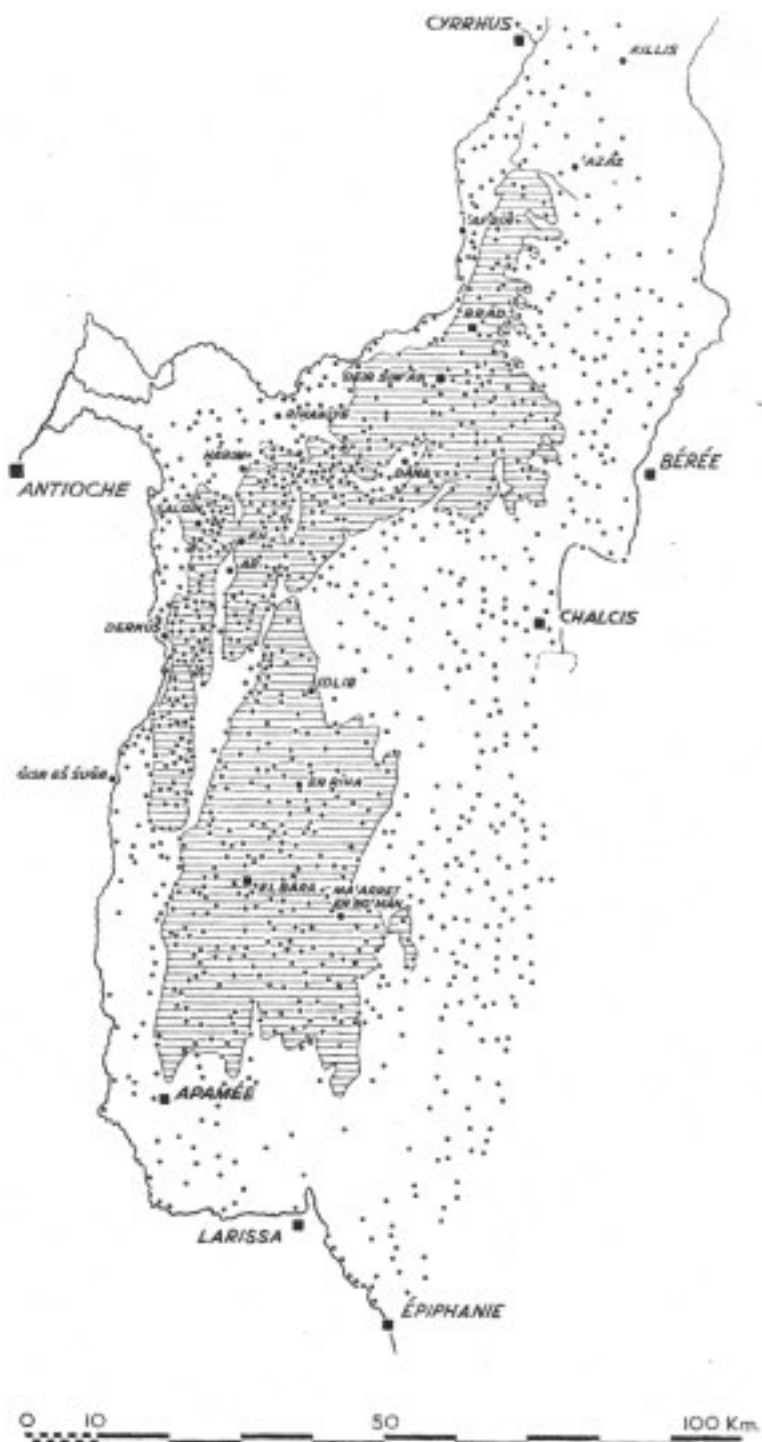 CYRRHUS
KILLIS
'AZAZ
BRAD
DEIR SIM'AN
ANTIOCHE
HARIM
DANA
BÉRÉE
DERKUS
CHALCIS
IDLIB
ER RIHA
EL BARA
MA'ARRET
EN NO'MAN
APAMÉE
LARISSA
ÉPIPHANIE
0 10 50 100 Km.